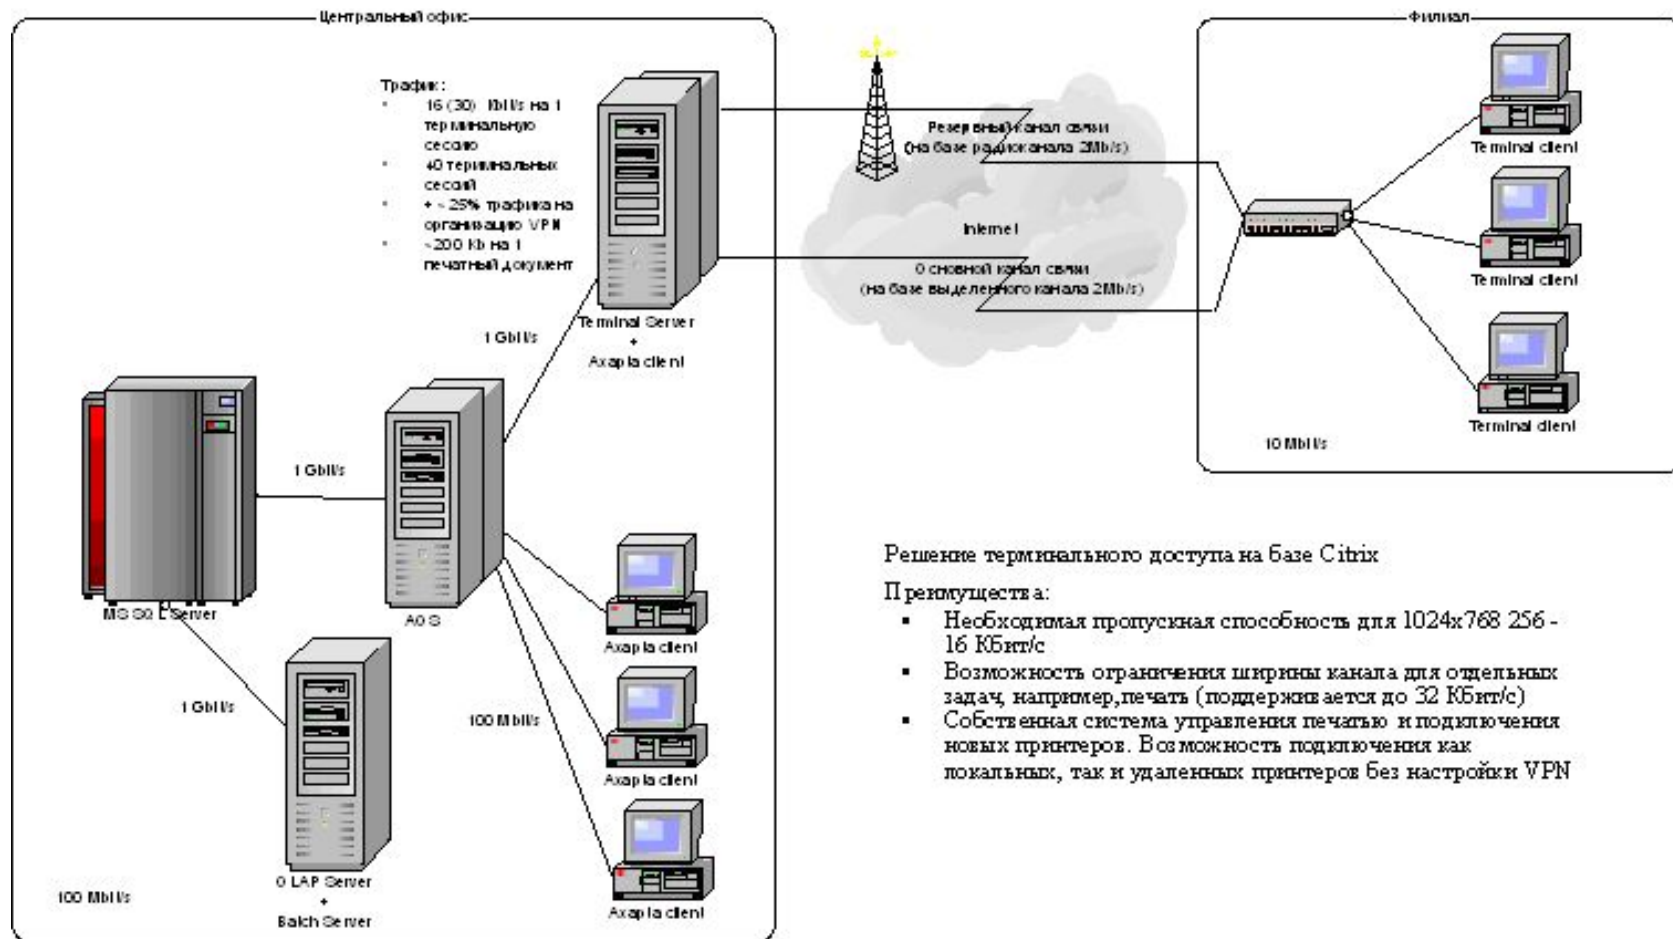 Центральный офис
Филиал
Трафик:
16 (30) Kbit/s на 1
терминальную
сессию
40 терминальных
сессий
+ ~25% трафика на
организацию VPN
~200 Kb на 1
печатный документ
Terminal Server
+
Axapta client
1 Gbit/s
Резервный канал связи
(на базе радиоканала 2Mb/s)
Internet
Основной канал связи
(на базе выделенного канала 2Mb/s)
Terminal client
Terminal client
Terminal client
10 Mbit/s
1 Gbit/s
MS SQL Server
AOS
1 Gbit/s
OLAP Server
+
Batch Server
100 Mbit/s
100 Mbit/s
Axapta client
Axapta client
Axapta client
Решение терминального доступа на базе Citrix
Преимущества:
▪ Необходимая пропускная способность для 1024x768 256 -
16 КБит/с
▪ Возможность ограничения ширины канала для отдельных
задач, например,печать (поддерживается до 32 КБит/с)
▪ Собственная система управления печатью и подключения
новых принтеров. Возможность подключения как
локальных, так и удаленных принтеров без настройки VPN